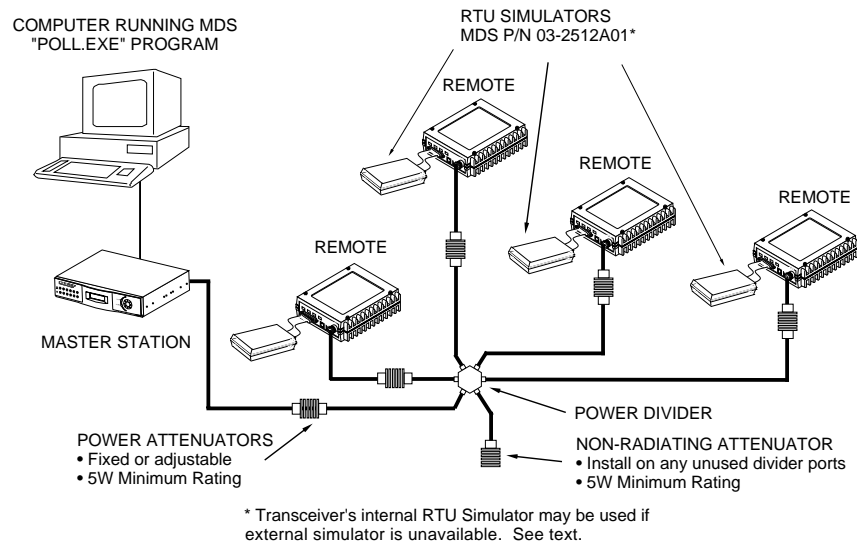 COMPUTER RUNNING MDS
"POLL.EXE" PROGRAM
RTU SIMULATORS
MDS P/N 03-2512A01*
REMOTE
REMOTE
REMOTE
REMOTE
MASTER STATION
POWER DIVIDER
POWER ATTENUATORS
• Fixed or adjustable
• 5W Minimum Rating
NON-RADIATING ATTENUATOR
• Install on any unused divider ports
• 5W Minimum Rating
* Transceiver's internal RTU Simulator may be used if
external simulator is unavailable.  See text.